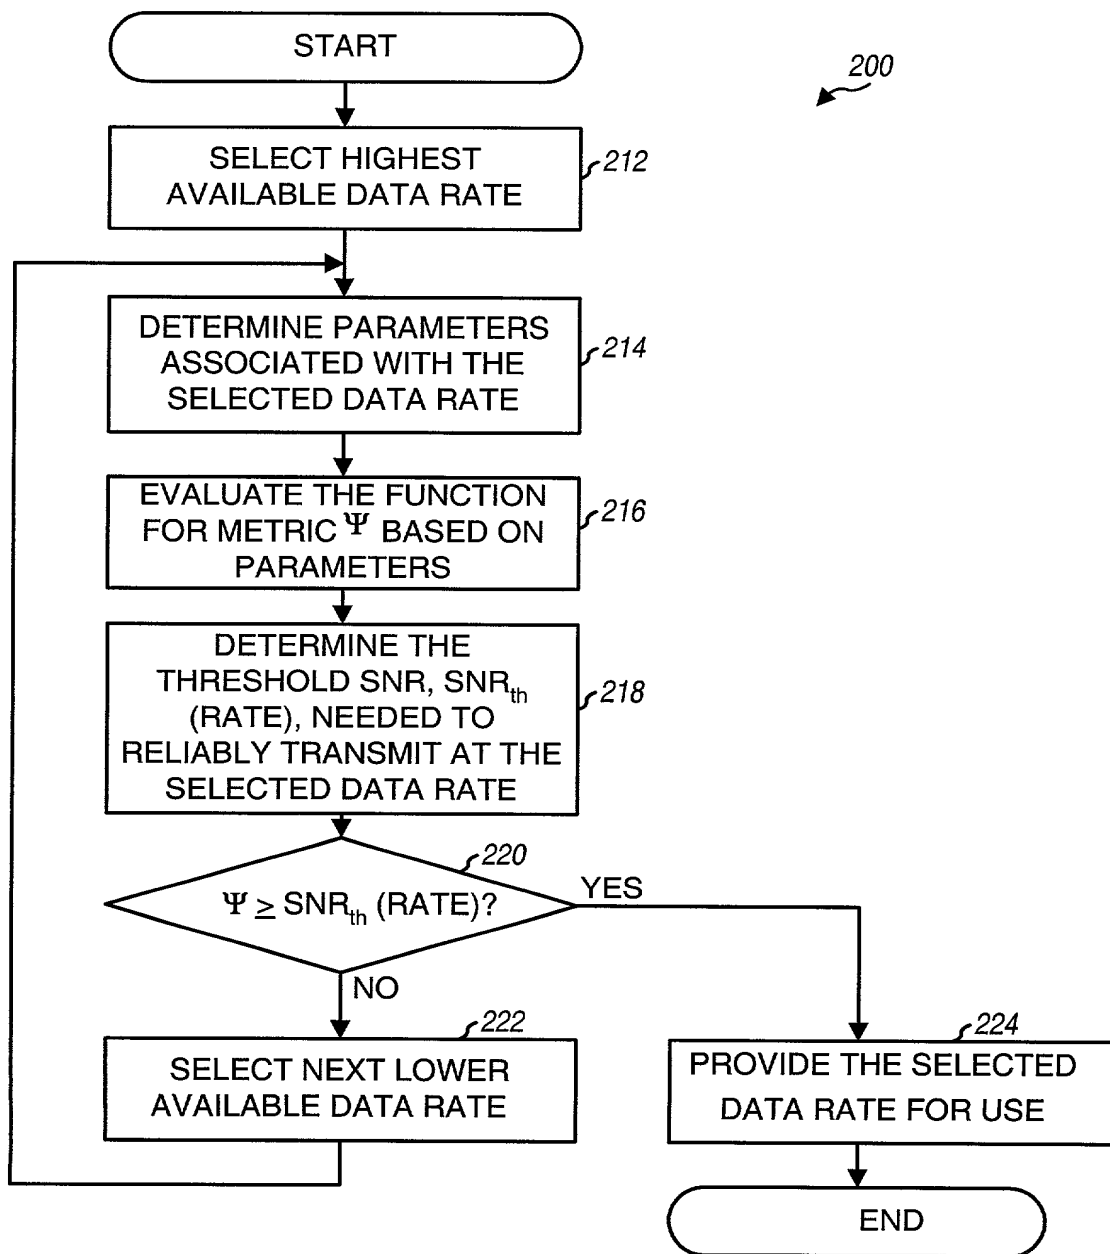 START
200
SELECT HIGHEST
AVAILABLE DATA RATE
212
DETERMINE PARAMETERS
ASSOCIATED WITH THE
SELECTED DATA RATE
214
EVALUATE THE FUNCTION
FOR METRIC Ψ BASED ON
PARAMETERS
216
DETERMINE THE
THRESHOLD SNR, SNRth
(RATE), NEEDED TO
RELIABLY TRANSMIT AT THE
SELECTED DATA RATE
218
220
Ψ ≥ SNRth (RATE)?
YES
NO
222
SELECT NEXT LOWER
AVAILABLE DATA RATE
224
PROVIDE THE SELECTED
DATA RATE FOR USE
END